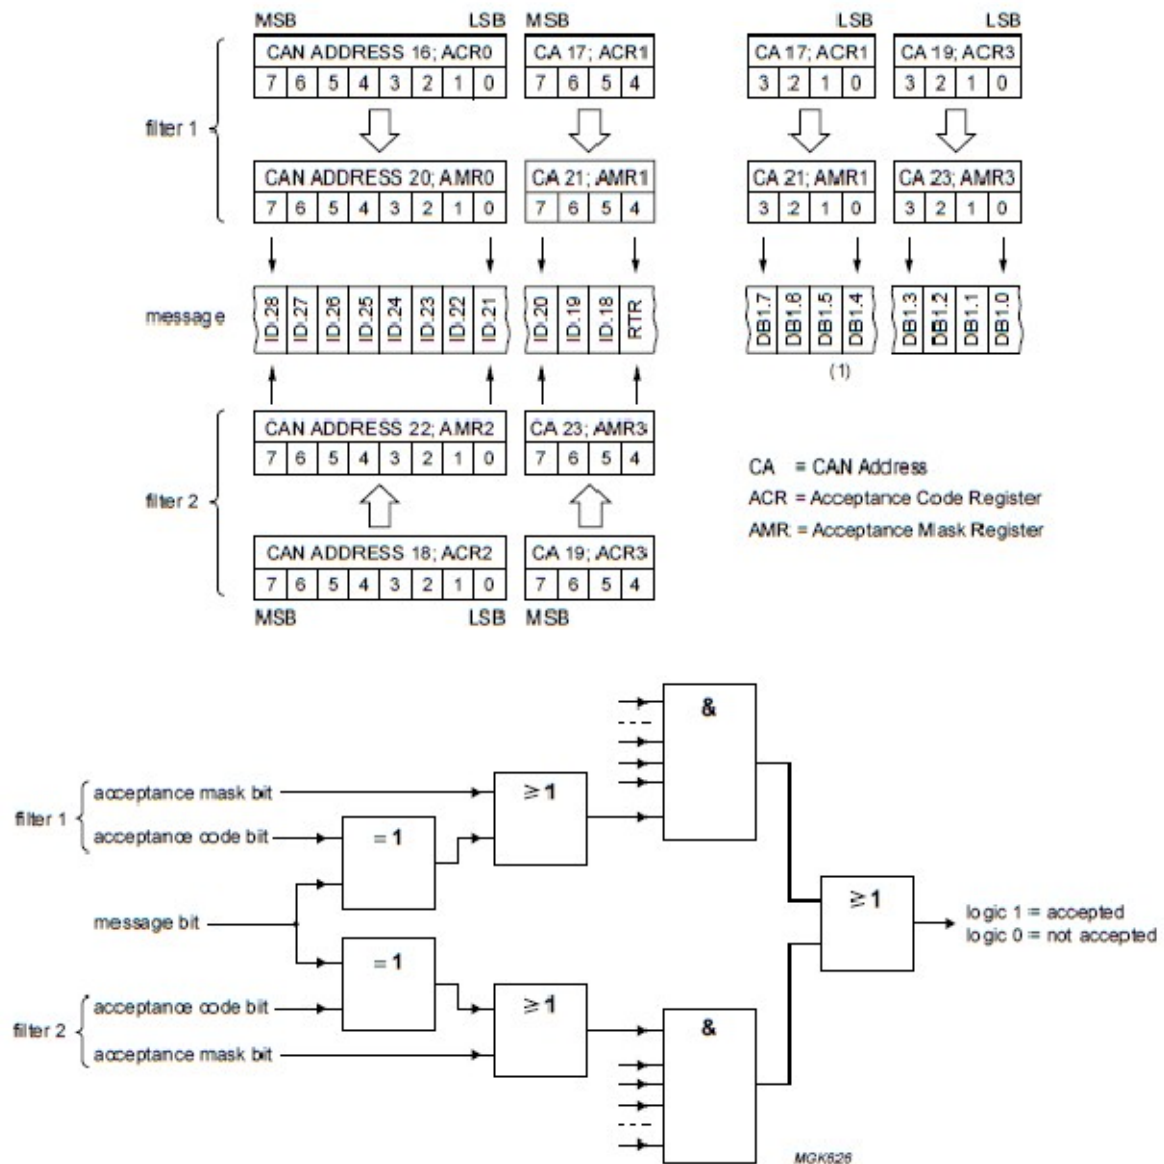 MSB LSB MSB LSB LSB
CAN ADDRESS 16; ACR0 CA 17; ACR1 CA 17; ACR1 CA 19; ACR3
7 6 5 4 3 2 1 0 7 6 5 4 3 2 1 0 3 2 1 0
filter 1
CAN ADDRESS 20; AMR0 CA 21; AMR1 CA 21; AMR1 CA 23; AMR3
7 6 5 4 3 2 1 0 7 6 5 4 3 2 1 0 3 2 1 0
message
ID.28 ID.27 ID.26 ID.25 ID.24 ID.23 ID.22 ID.21 ID.20 ID.19 ID.18 RTR DB1.7 DB1.6 DB1.5 DB1.4 DB1.3 DB1.2 DB1.1 DB1.0
(1)
CAN ADDRESS 22; AMR2 CA 23; AMR3
7 6 5 4 3 2 1 0 7 6 5 4
filter 2
CAN ADDRESS 18; ACR2 CA 19; ACR3
7 6 5 4 3 2 1 0 7 6 5 4
MSB LSB MSB
CA = CAN Address
ACR = Acceptance Code Register
AMR = Acceptance Mask Register
&
filter 1
acceptance mask bit
≥1
acceptance code bit
=1
message bit
≥1
logic 1 = accepted
logic 0 = not accepted
=1
filter 2
acceptance code bit
≥1
&
acceptance mask bit
MGK626